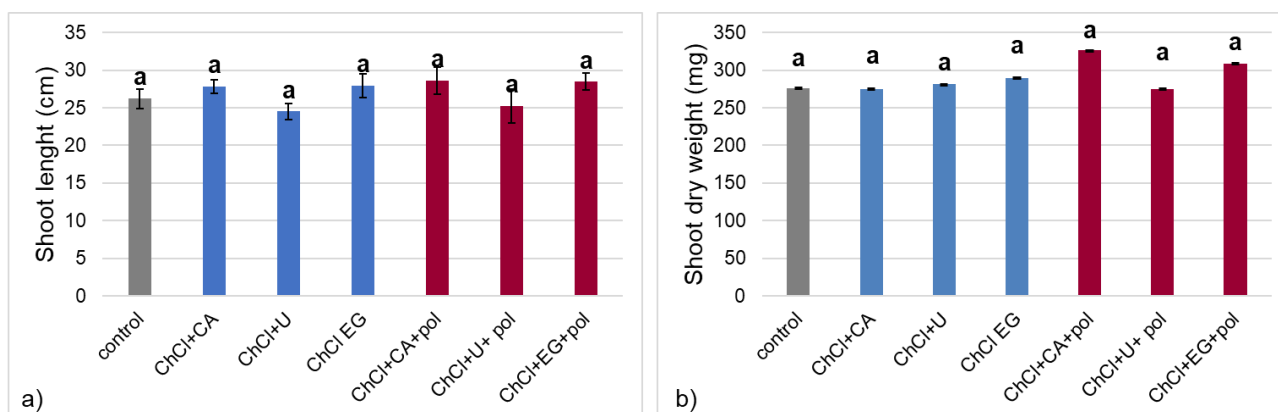 35
30
25
20
15
10
5
0
Shoot lenght (cm)
a
a
a
a
a
a
a
control
ChCl+CA
ChCl+U
ChCl EG
ChCl+CA+pol
ChCl+U+ pol
ChCl+EG+pol
a)
350
300
250
200
150
100
50
0
Shoot dry weight (mg)
a
a
a
a
a
a
a
control
ChCl+CA
ChCl+U
ChCl EG
ChCl+CA+pol
ChCl+U+ pol
ChCl+EG+pol
b)